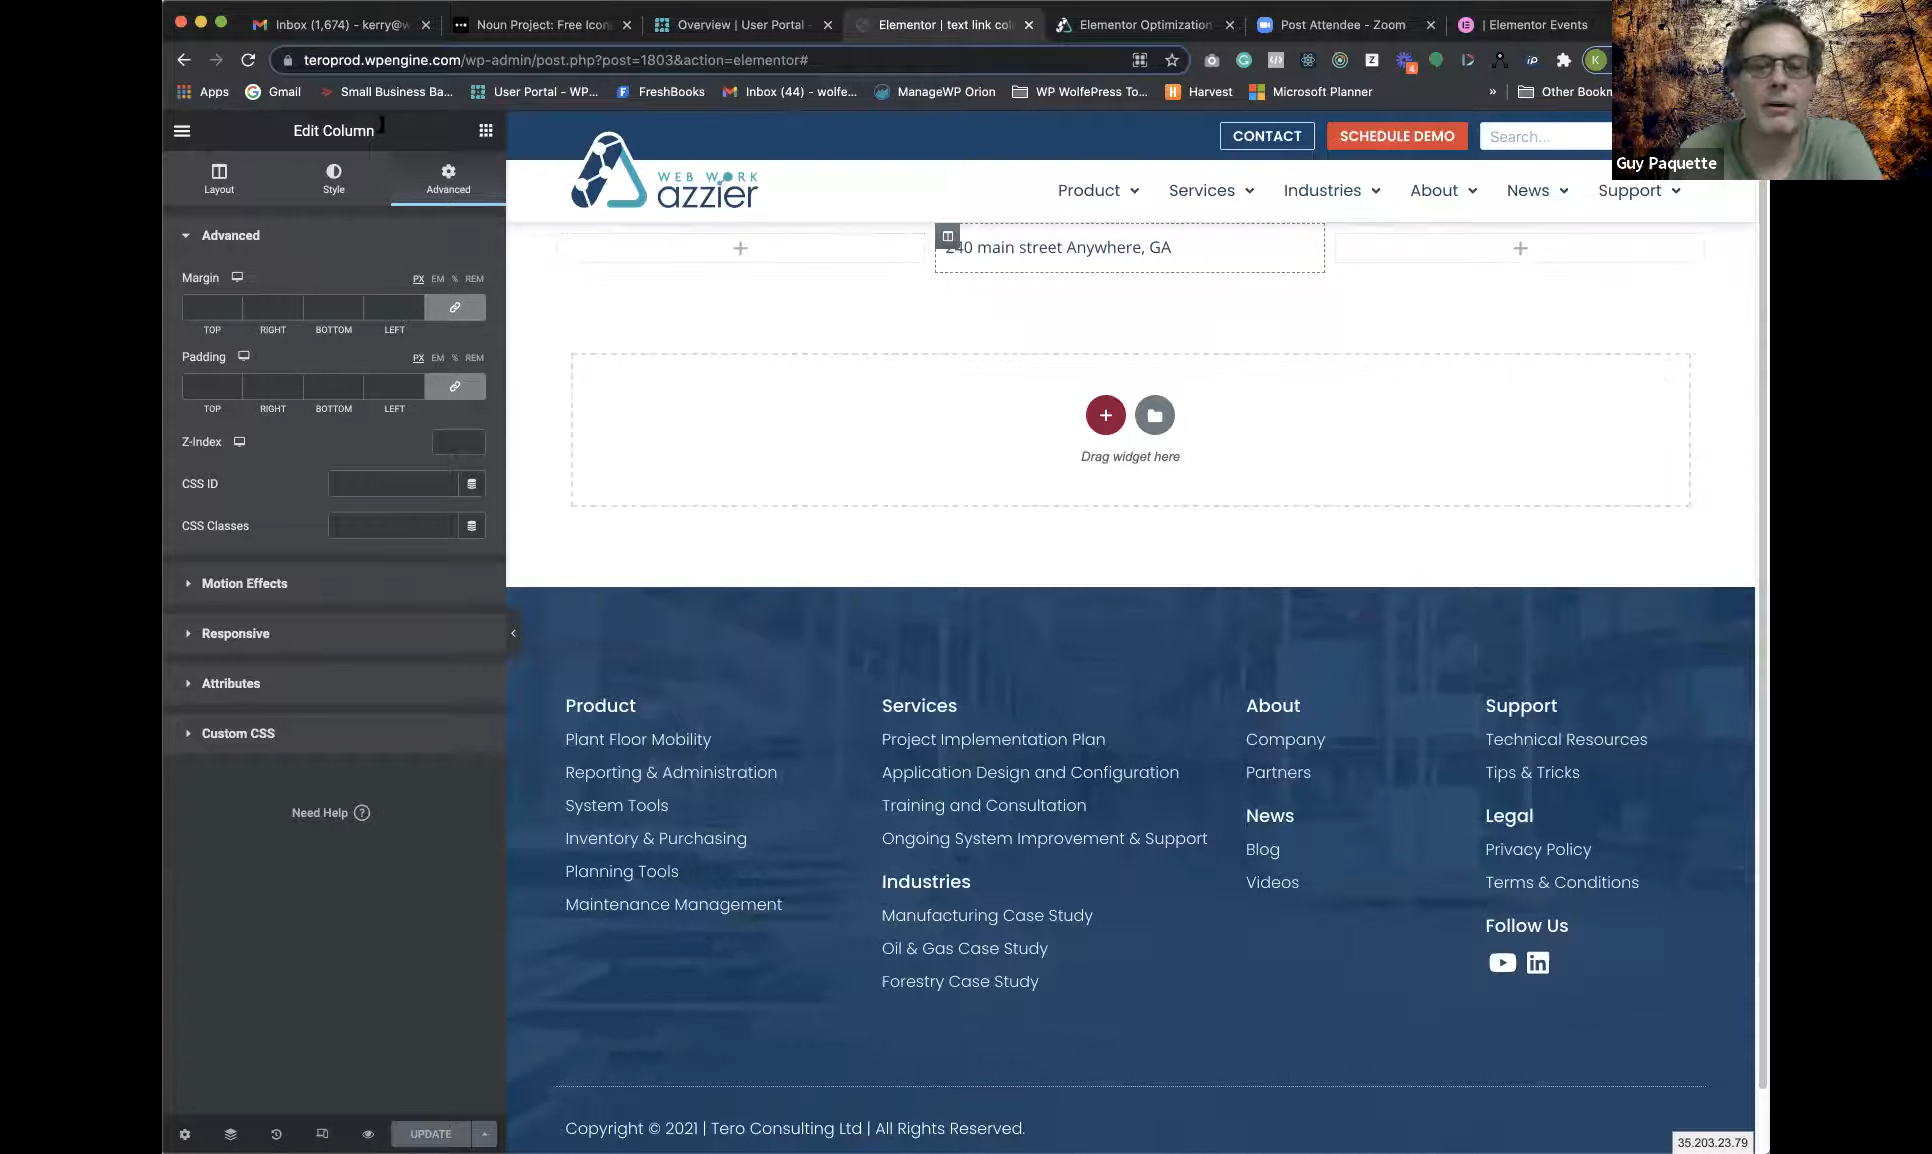 Inbox (1,674) - kerry@w
Noun Project: Free Icon
Overview | User Portal
Elementor | text link col
Elementor Optimization
Post Attendee - Zoom
| Elementor Events
teroprod.wpengine.com/wp-admin/post.php?post=1803&action=elementor#
Apps
Gmail
Small Business Ba...
User Portal - WP...
FreshBooks
Inbox (44) - wolfe...
ManageWP Orion
WP WolfePress To...
Harvest
Microsoft Planner
»
Other Bookn
Guy Paquette
Edit Column
Layout
Style
Advanced
Advanced
Margin
PX EM % REM
TOP RIGHT BOTTOM LEFT
Padding
PX EM % REM
TOP RIGHT BOTTOM LEFT
Z-Index
CSS ID
CSS Classes
Motion Effects
Responsive
Attributes
Custom CSS
Need Help ?
UPDATE
CONTACT
SCHEDULE DEMO
Search...
WEB WORK
azzier
Product
Services
Industries
About
News
Support
240 main street Anywhere, GA
Drag widget here
Product
Plant Floor Mobility
Reporting & Administration
System Tools
Inventory & Purchasing
Planning Tools
Maintenance Management
Services
Project Implementation Plan
Application Design and Configuration
Training and Consultation
Ongoing System Improvement & Support
Industries
Manufacturing Case Study
Oil & Gas Case Study
Forestry Case Study
About
Company
Partners
News
Blog
Videos
Support
Technical Resources
Tips & Tricks
Legal
Privacy Policy
Terms & Conditions
Follow Us
Copyright © 2021 | Tero Consulting Ltd | All Rights Reserved.
35.203.23.79